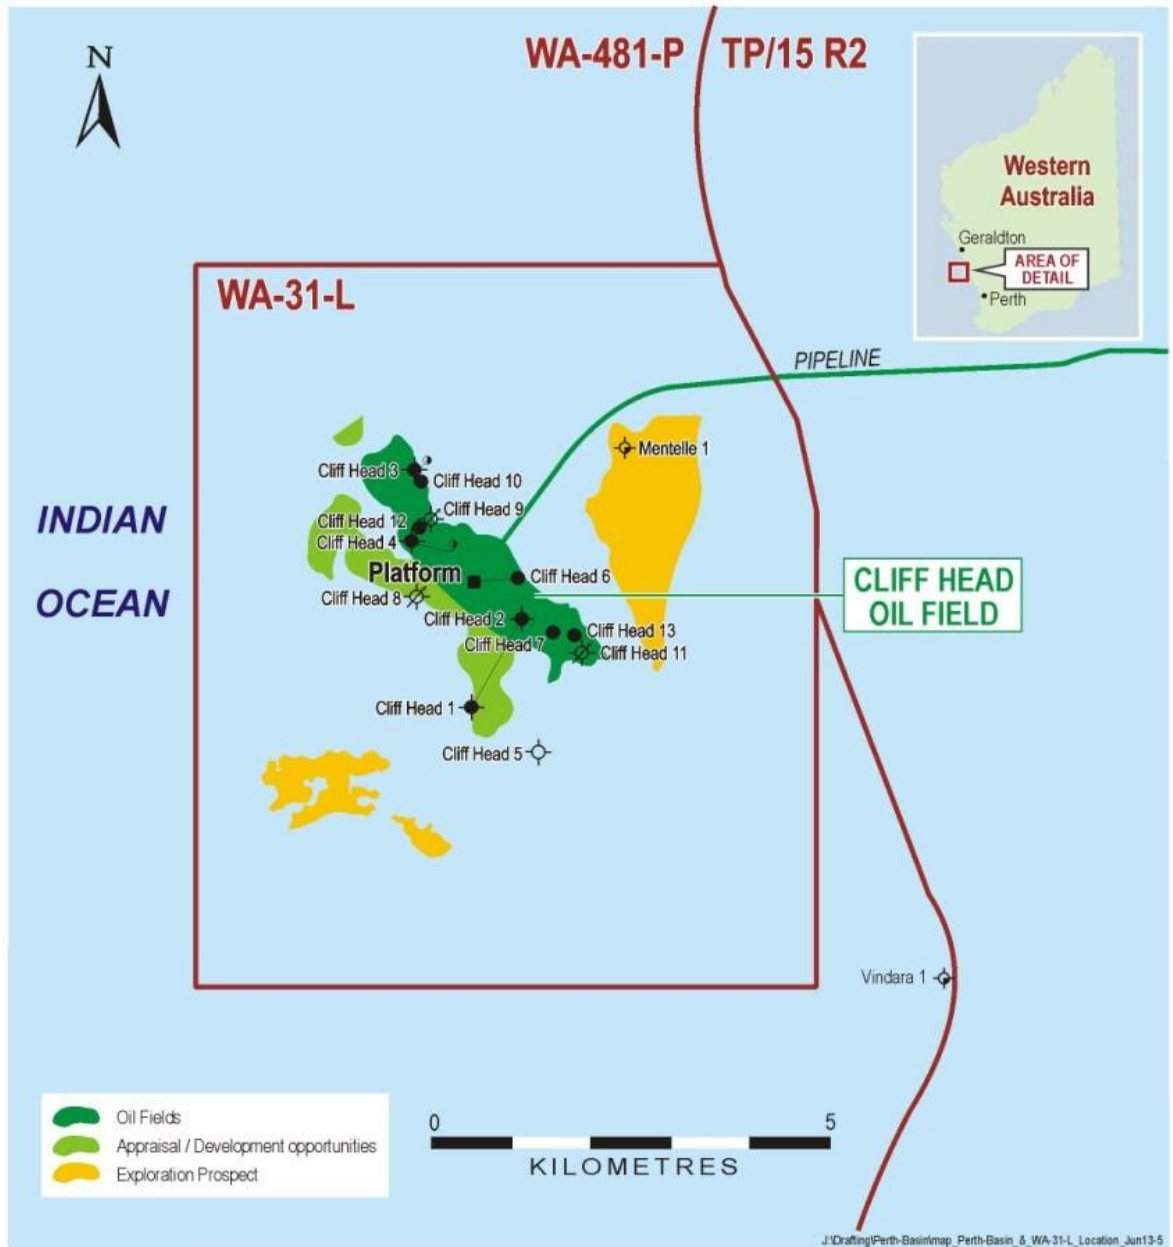 N
WA-481-P TP/15 R2
Western
Australia
Geraldton
AREA OF
DETAIL
Perth
WA-31-L
PIPELINE
Mentelle 1
Cliff Head 3
Cliff Head 10
Cliff Head 9
INDIAN
Cliff Head 12
Cliff Head 4
Platform
Cliff Head 6
CLIFF HEAD
OIL FIELD
OCEAN
Cliff Head 8
Cliff Head 2
Cliff Head 13
Cliff Head 7
Cliff Head 11
Cliff Head 1
Cliff Head 5
Vindara 1
Oil Fields
Appraisal / Development opportunities
Exploration Prospect
0 5
KILOMETRES
J:\Drafting\Perth-Basin\map_Perth-Basin_&_WA-31-L_Location_Jun13-5